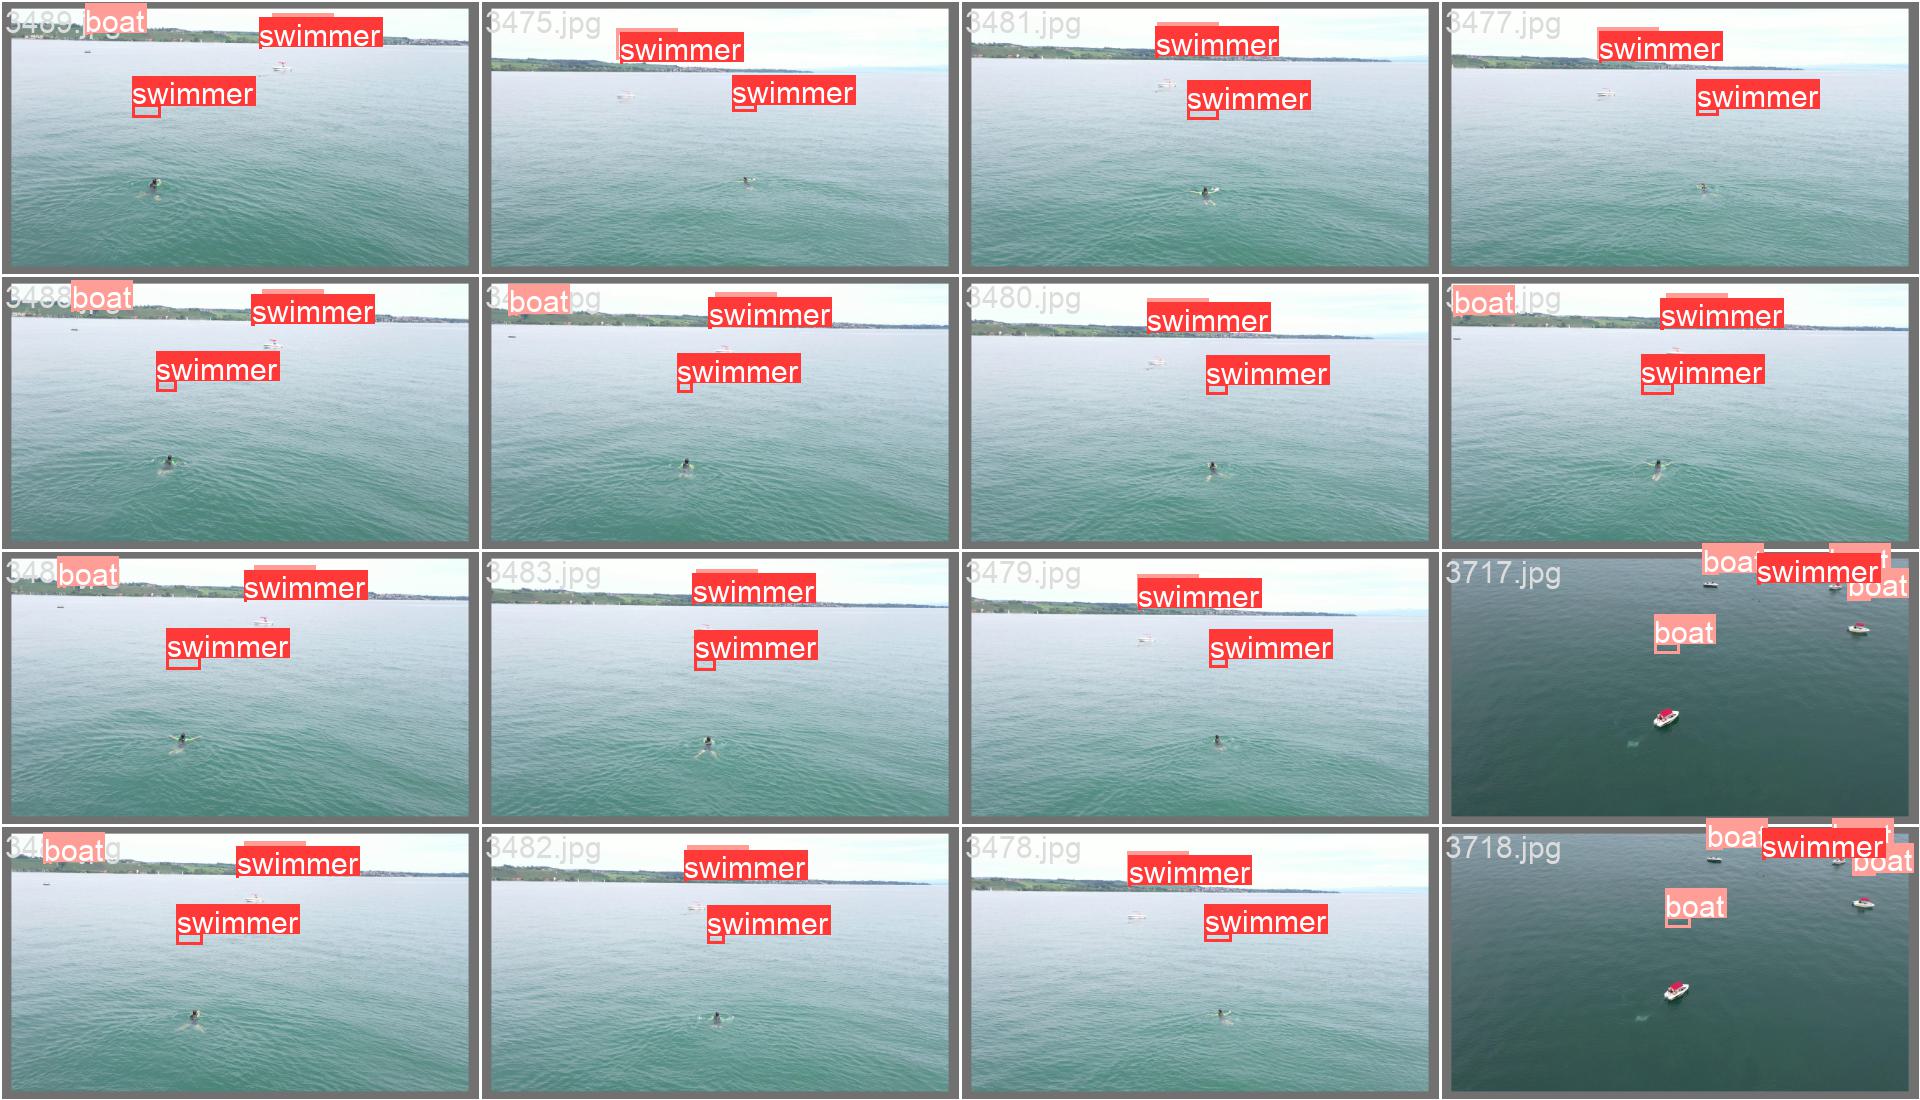 3489.jpg boat swimmer
swimmer
3475.jpg swimmer
swimmer
3481.jpg swimmer
swimmer
3477.jpg swimmer
swimmer
boat swimmer
swimmer
boat swimmer
swimmer
3480.jpg swimmer
swimmer
boat swimmer
swimmer
boat swimmer
swimmer
3483.jpg swimmer
swimmer
3479.jpg swimmer
swimmer
3717.jpg boat swimmer
boat
boat
boat swimmer
swimmer
3482.jpg swimmer
swimmer
3478.jpg swimmer
swimmer
3718.jpg boat swimmer
boat
boat